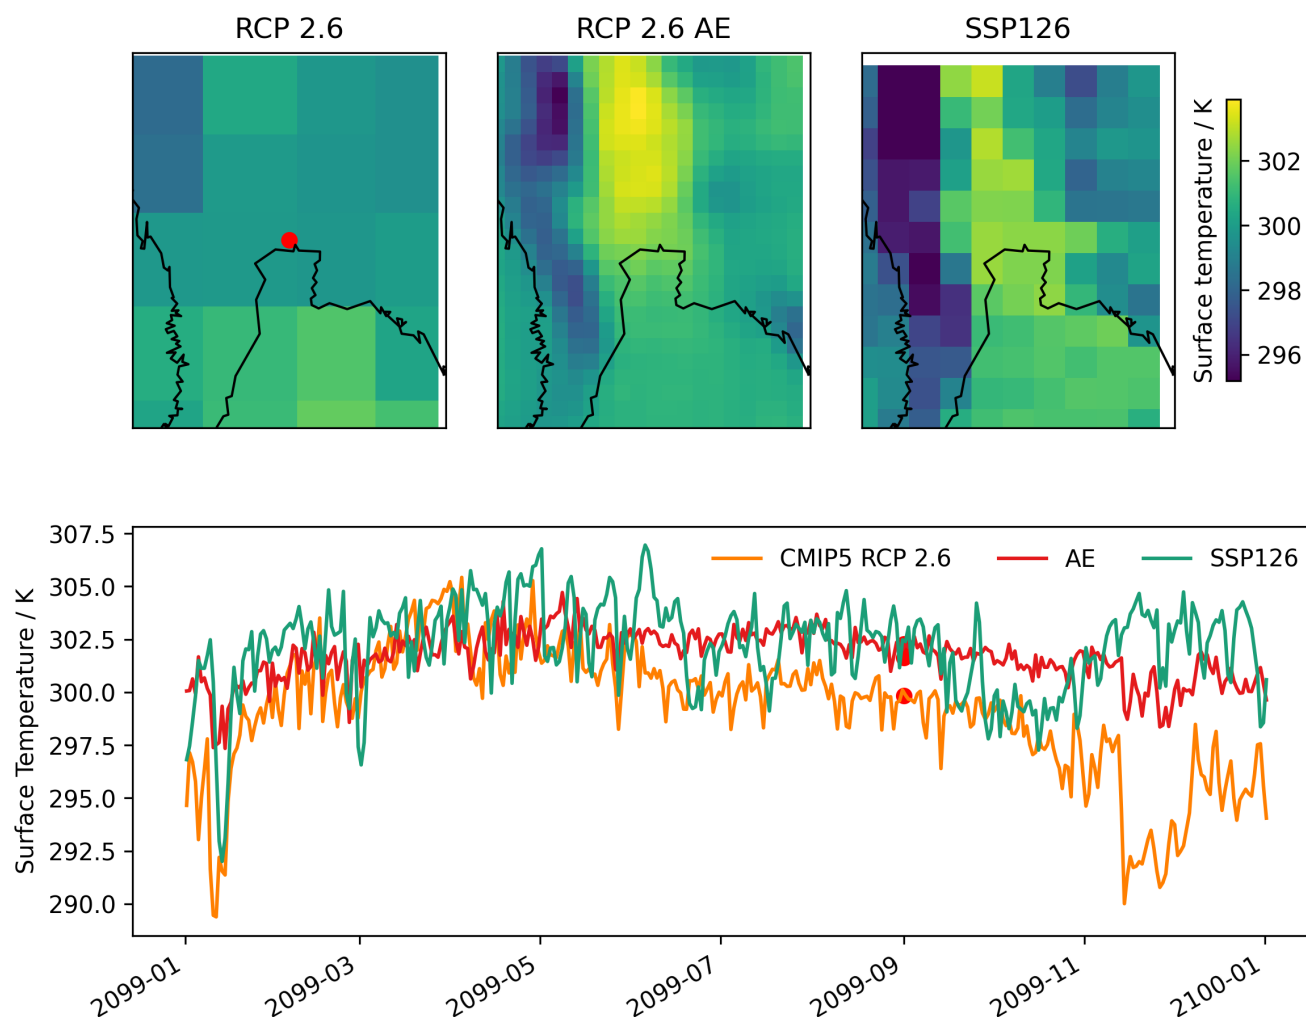 RCP 2.6
RCP 2.6 AE
SSP126
302
300
298
296
Surface temperature / K
307.5
305.0
302.5
300.0
297.5
295.0
292.5
290.0
Surface Temperature / K
CMIP5 RCP 2.6
AE
SSP126
2099-01
2099-03
2099-05
2099-07
2099-09
2099-11
2100-01